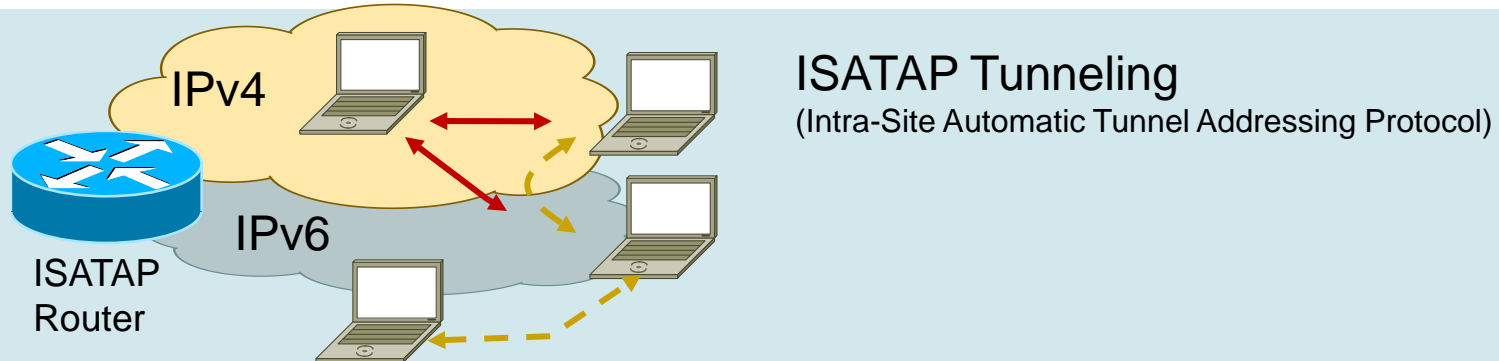 IPv4
IPv6
ISATAP
Router
ISATAP Tunneling
(Intra-Site Automatic Tunnel Addressing Protocol)